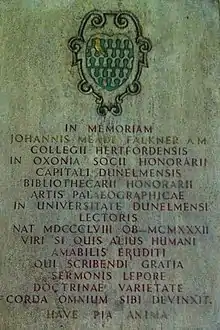 IN MEMORIAM
JOHANNIS MEADE FALKNER A.M.
COLLEGII HERTFORDENSIS
IN OXONIA SOCII HONORARII
CAPITULI DUNELMENSIS
BIBLIOTHECARII HONORARII
ARTIS PALÆOGRAPHICAE
IN UNIVERSITATE DUNELMENSI
LECTORIS
NAT MDCCCLVIII OB MCMXXXII
VIRI SI QUIS ALIUS HUMANI
AMABILIS ERUDITI
QUI SCRIBENDI GRATIA
SERMONIS LEPORE
DOCTRINAE VARIETATE
CORDA OMNIUM SIBI DEVINXIT.
HAVE PIA ANIMA